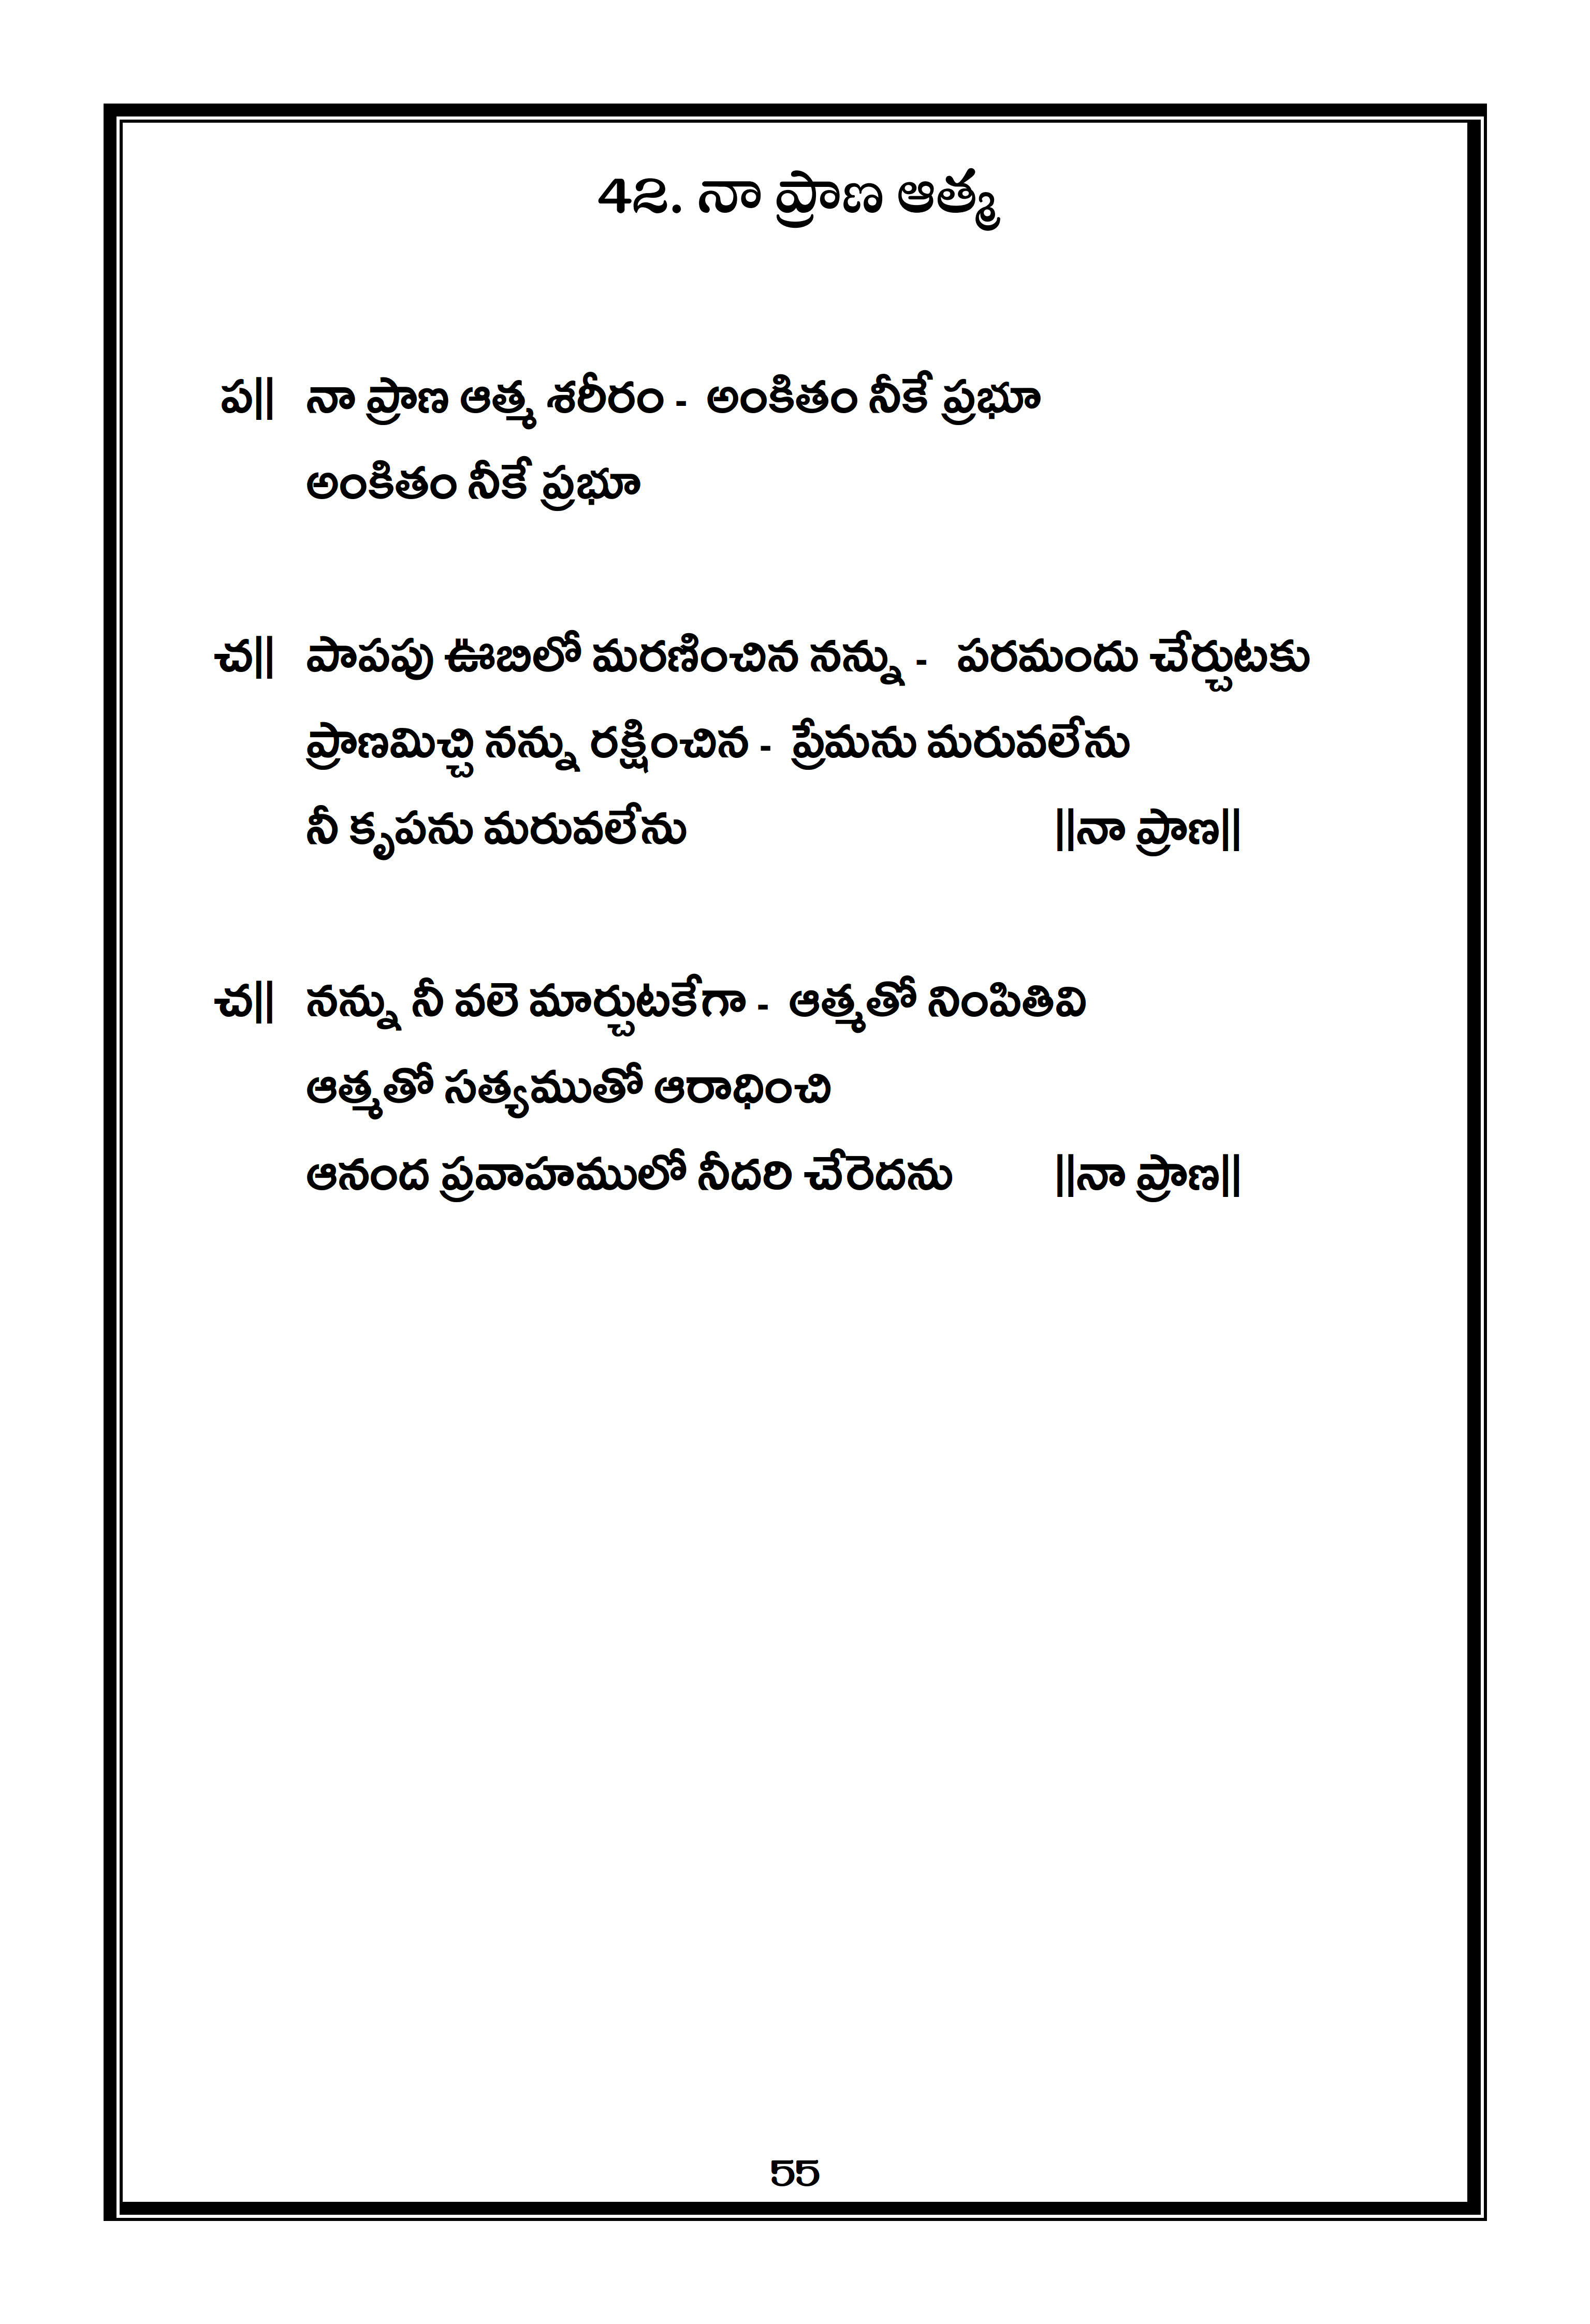 42. నా ప్రాణ ఆత్మ
ప|| నా ప్రాణ ఆత్మ శరీరం - అంకితం నీకే ప్రభూ
అంకితం నీకే ప్రభూ
చ|| పాపపు ఊబిలో మరణించిన నన్ను - పరమందు చేర్చుటకు
ప్రాణమిచ్చి నన్ను రక్షించిన - ప్రేమను మరువలేను
నీ కృపను మరువలేను ||నా ప్రాణ||
చ|| నన్ను నీ వలె మార్చుటకేగా - ఆత్మతో నింపితివి
ఆత్మతో సత్యముతో ఆరాధించి
ఆనంద ప్రవాహములో నీదరి చేరెదను ||నా ప్రాణ||
55